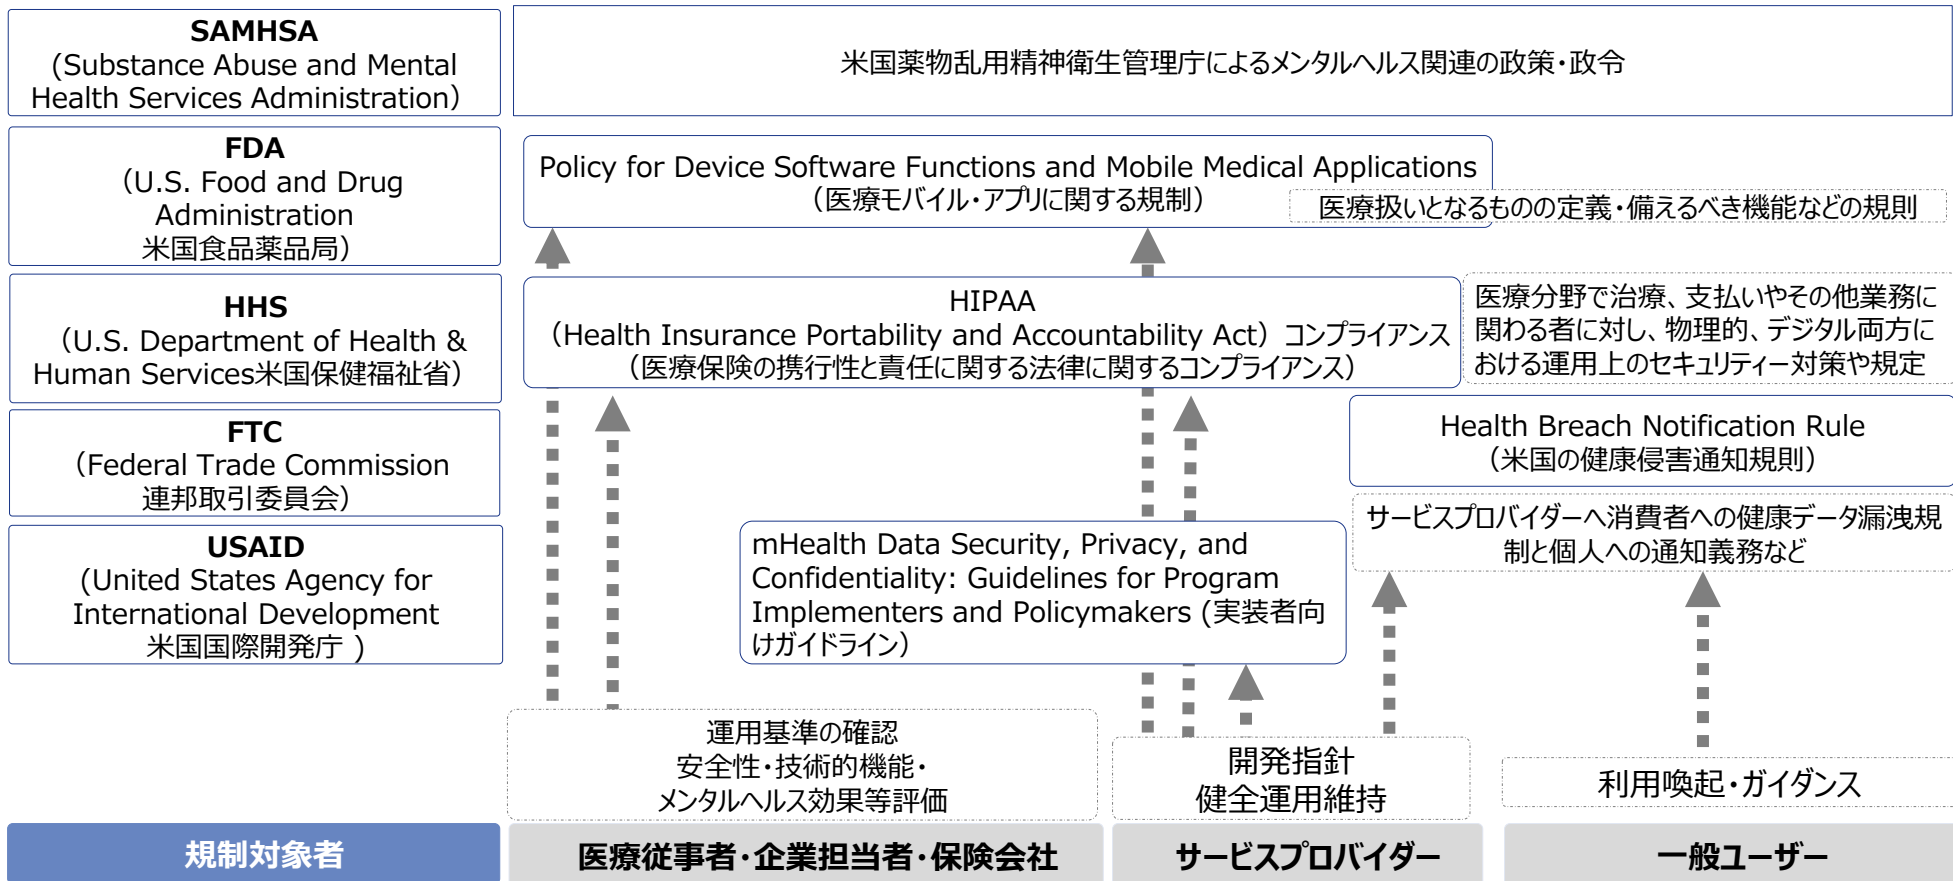 SAMHSA
(Substance Abuse and Mental
Health Services Administration）
米国薬物乱用精神衛生管理庁によるメンタルヘルス関連の政策・政令
FDA
（U.S. Food and Drug
Administration
米国食品薬品局）
Policy for Device Software Functions and Mobile Medical Applications
（医療モバイル・アプリに関する規制）
医療扱いとなるものの定義・備えるべき機能などの規則
HHS
（U.S. Department of Health &
Human Services米国保健福祉省）
HIPAA
（Health Insurance Portability and Accountability Act）コンプライアンス
（医療保険の携行性と責任に関する法律に関するコンプライアンス）
医療分野で治療、支払いやその他業務に
関わる者に対し、物理的、デジタル両方に
おける運用上のセキュリティー対策や規定
FTC
（Federal Trade Commission
連邦取引委員会）
Health Breach Notification Rule
（米国の健康侵害通知規則）
サービスプロバイダーへ消費者への健康データ漏洩規
制と個人への通知義務など
USAID
(United States Agency for
International Development
米国国際開発庁 )
mHealth Data Security, Privacy, and
Confidentiality: Guidelines for Program
Implementers and Policymakers (実装者向
けガイドライン）
運用基準の確認
安全性・技術的機能・
メンタルヘルス効果等評価
開発指針
健全運用維持
利用喚起・ガイダンス
規制対象者
医療従事者・企業担当者・保険会社
サービスプロバイダー
一般ユーザー